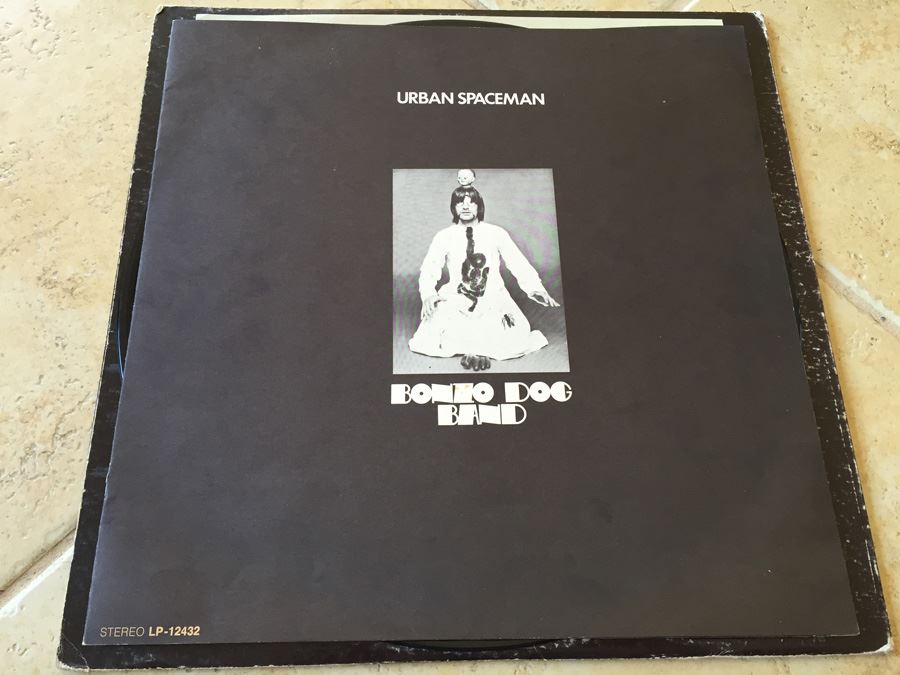 URBAN SPACEMAN
BONZO DOG
BAND
STEREO LP-12432